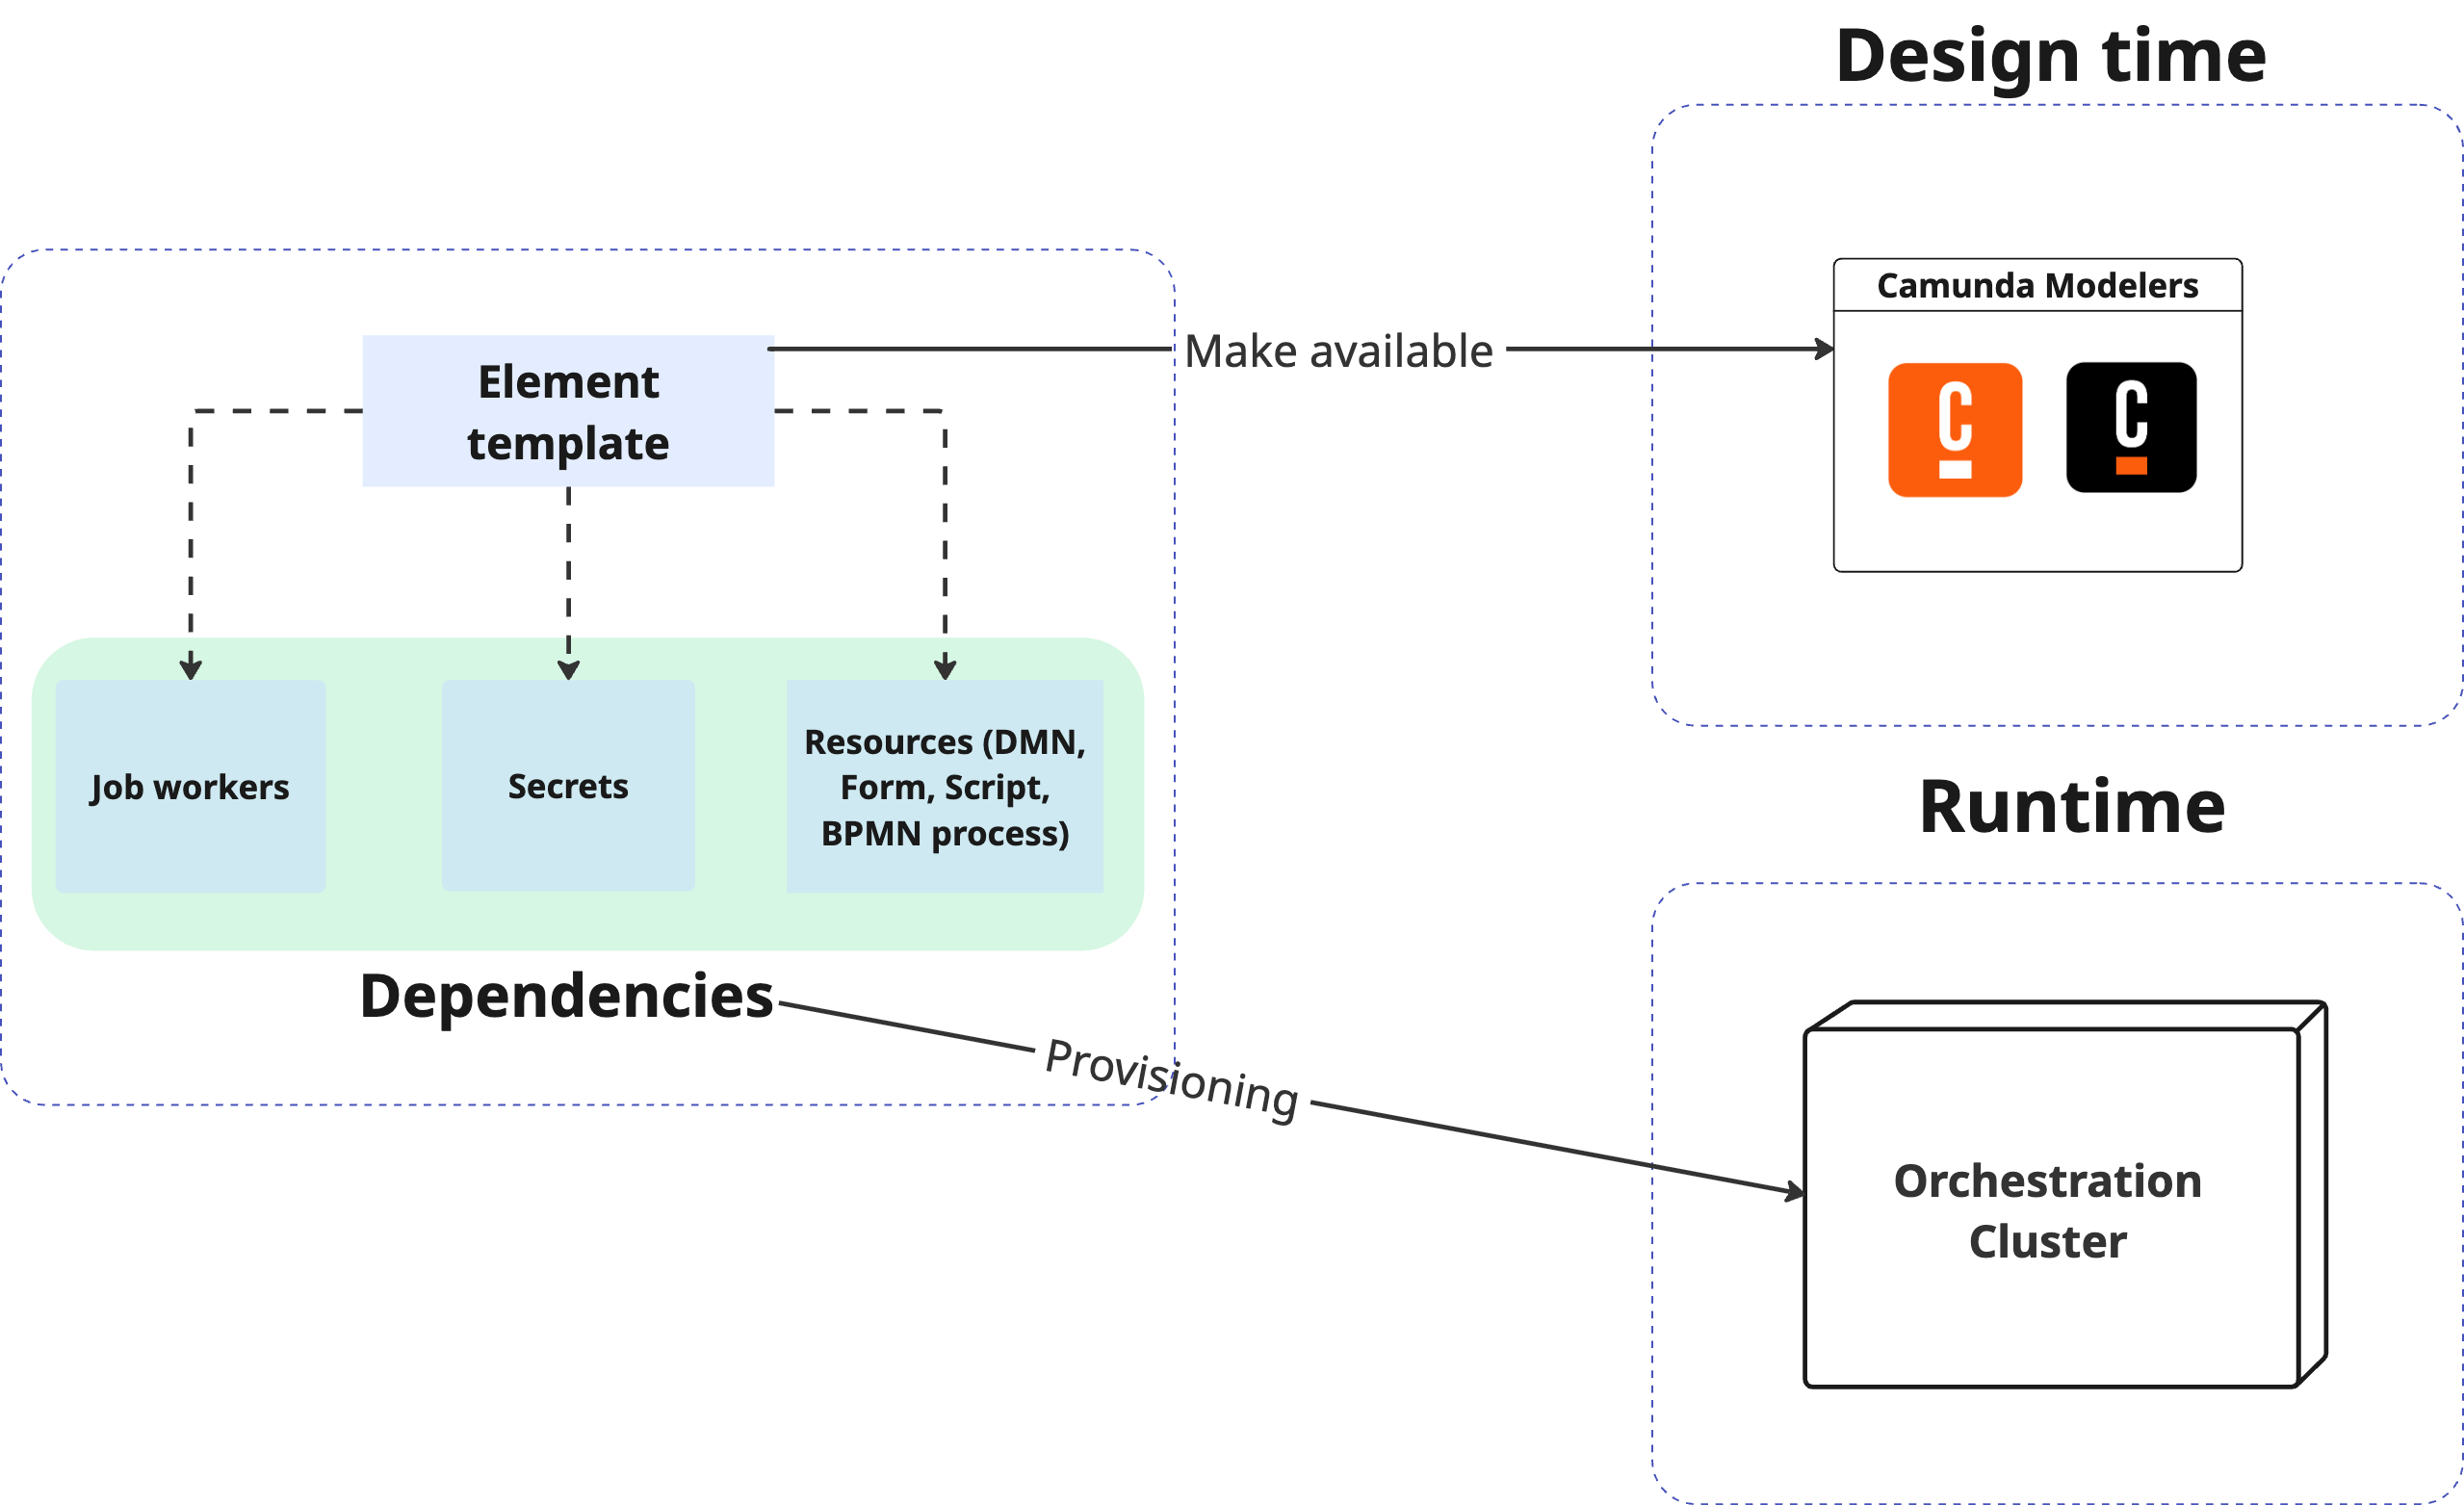 Design time
Camunda Modelers
C
C
Make available
Element
template
Job workers
Secrets
Resources (DMN,
Form, Script,
BPMN process)
Dependencies
Provisioning
Runtime
Orchestration
Cluster